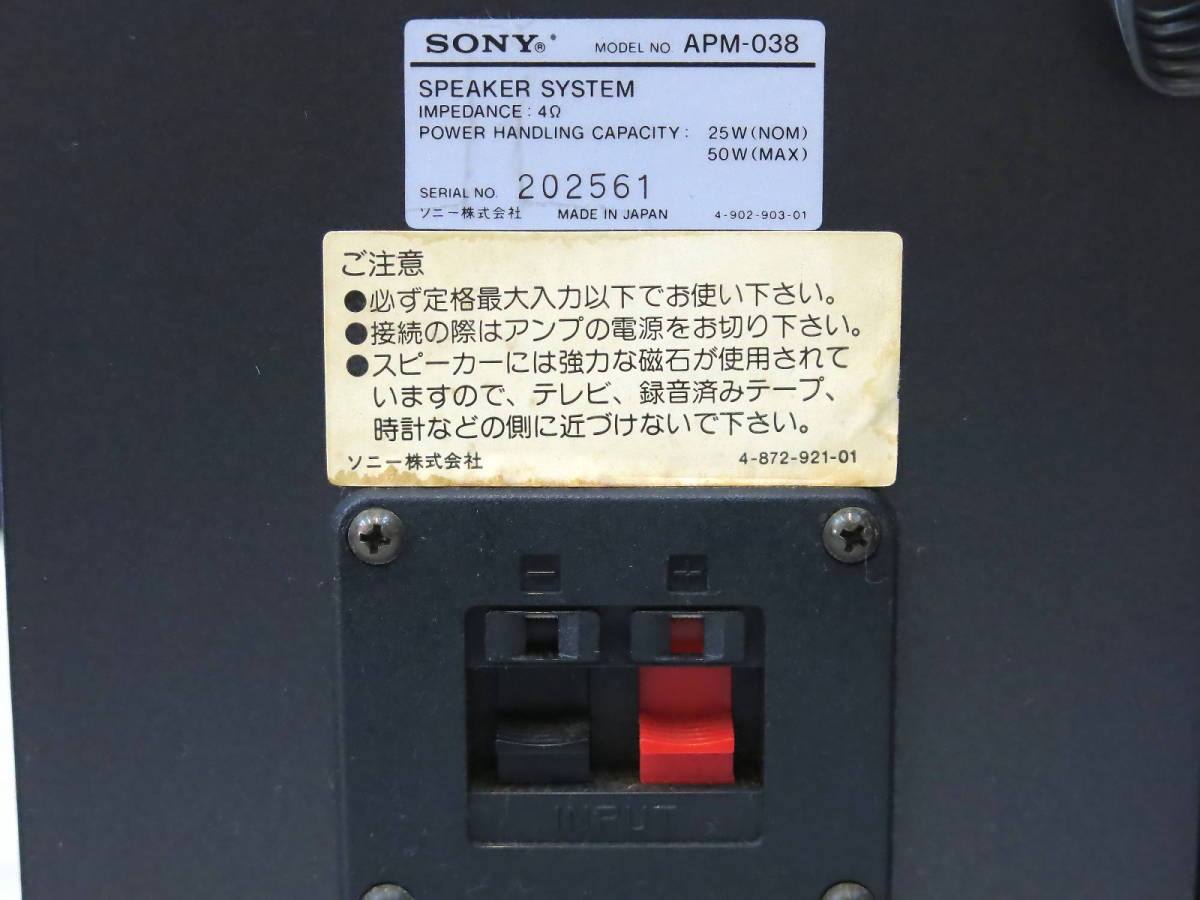 SONY® MODEL NO. APM-038
SPEAKER SYSTEM
IMPEDANCE: 4Ω
POWER HANDLING CAPACITY: 25W(NOM)
50W(MAX)
SERIAL NO. 202561
ソニー株式会社 MADE IN JAPAN 4-902-903-01
ご注意
●必ず定格最大入力以下でお使い下さい。
●接続の際はアンプの電源をお切り下さい。
●スピーカーには強力な磁石が使用されて
いますので、テレビ、録音済みテープ、
時計などの側に近づけないで下さい。
ソニー株式会社 4-872-921-01
− +
INPUT